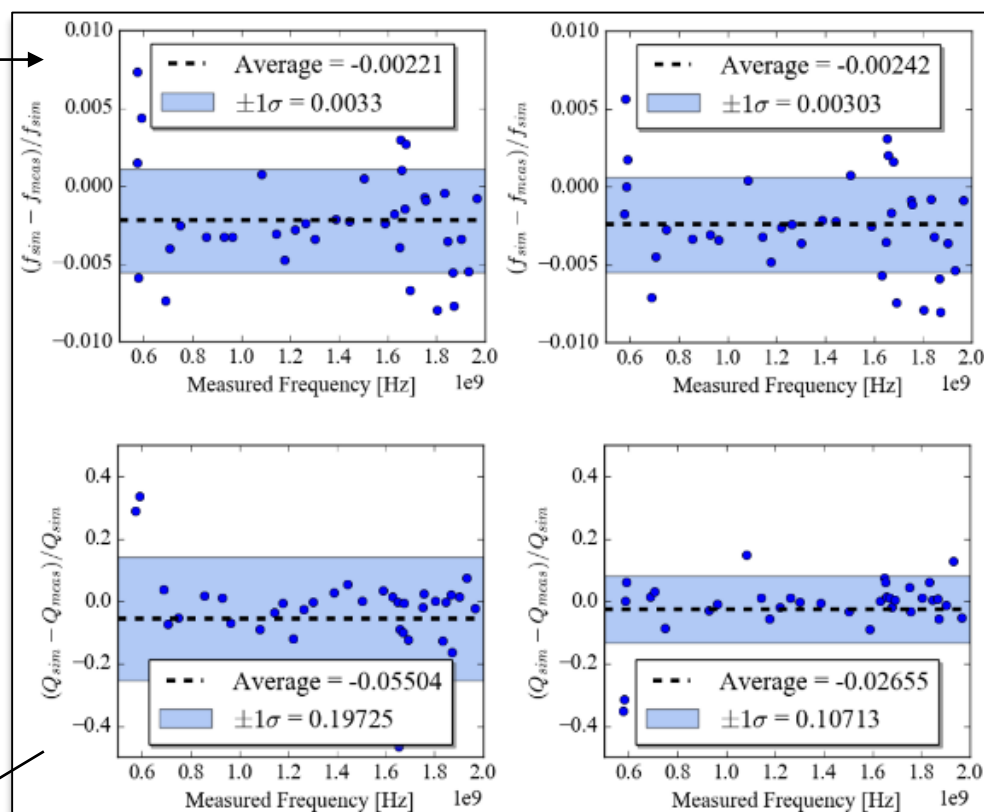 Average = -0.00221
±1σ = 0.0033
0.010
0.005
0.000
−0.005
−0.010
(f_sim − f_meas)/f_sim
0.6 0.8 1.0 1.2 1.4 1.6 1.8 2.0
Measured Frequency [Hz] 1e9
Average = -0.00242
±1σ = 0.00303
0.010
0.005
0.000
−0.005
−0.010
(f_sim − f_meas)/f_sim
0.6 0.8 1.0 1.2 1.4 1.6 1.8 2.0
Measured Frequency [Hz] 1e9
0.4
0.2
0.0
−0.2
−0.4
(Q_sim − Q_meas)/Q_sim
Average = -0.05504
±1σ = 0.19725
0.6 0.8 1.0 1.2 1.4 1.6 1.8 2.0
Measured Frequency [Hz] 1e9
0.4
0.2
0.0
−0.2
−0.4
(Q_sim − Q_meas)/Q_sim
Average = -0.02655
±1σ = 0.10713
0.6 0.8 1.0 1.2 1.4 1.6 1.8 2.0
Measured Frequency [Hz] 1e9